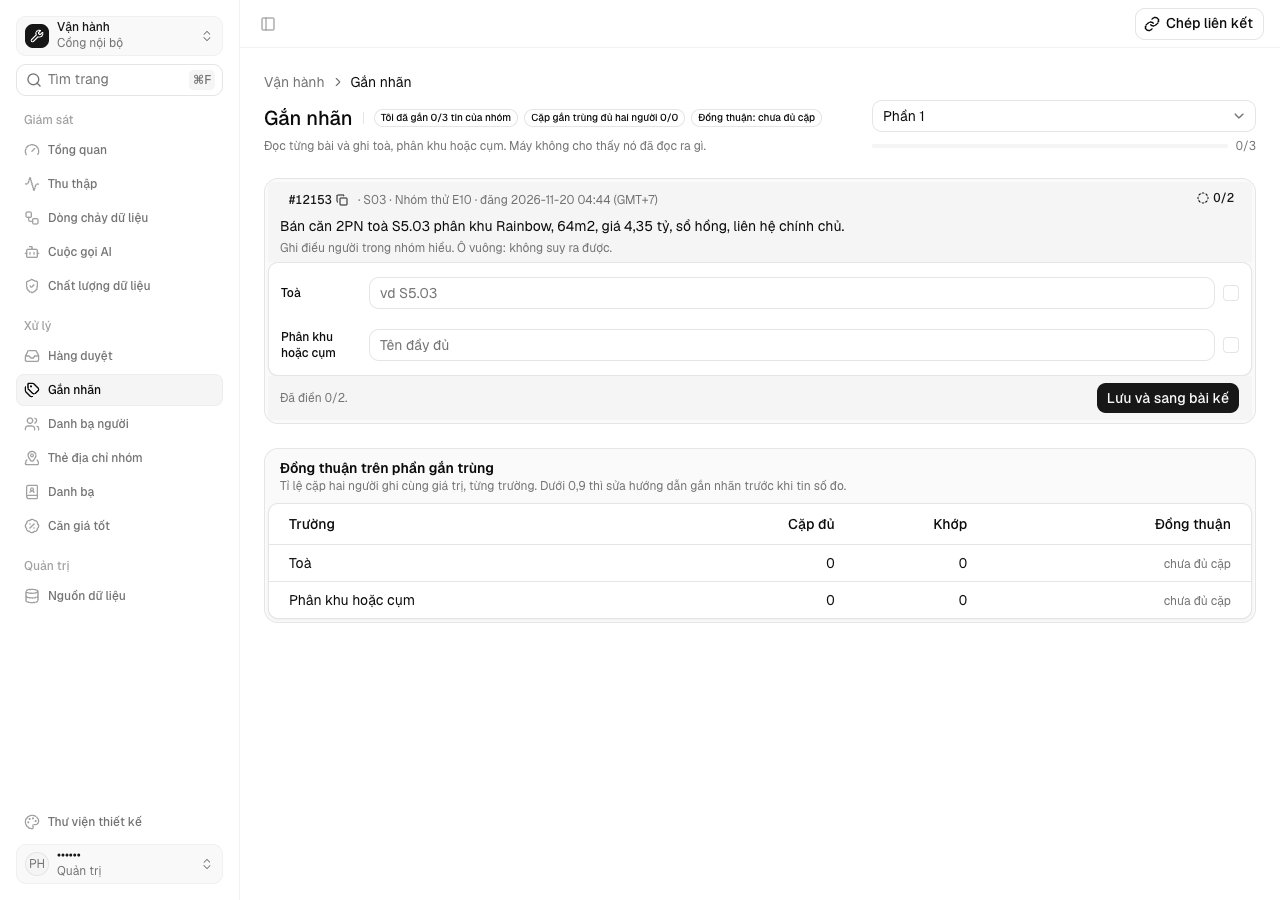 Vận hành
Cổng nội bộ
Tìm trang
⌘F
Giám sát
Tổng quan
Thu thập
Dòng chảy dữ liệu
Cuộc gọi AI
Chất lượng dữ liệu
Xử lý
Hàng duyệt
Gắn nhãn
Danh bạ người
Thẻ địa chỉ nhóm
Danh bạ
Căn giá tốt
Quản trị
Nguồn dữ liệu
Thư viện thiết kế
PH
••••••
Quản trị
Chép liên kết
Vận hành > Gắn nhãn
Gắn nhãn
Tôi đã gắn 0/3 tin của nhóm
Cặp gắn trùng đủ hai người 0/0
Đồng thuận: chưa đủ cặp
Đọc từng bài và ghi toà, phân khu hoặc cụm. Máy không cho thấy nó đã đọc ra gì.
Phần 1
0/3
#12153 · S03 · Nhóm thử E10 · đăng 2026-11-20 04:44 (GMT+7)
0/2
Bán căn 2PN toà S5.03 phân khu Rainbow, 64m2, giá 4,35 tỷ, sổ hồng, liên hệ chính chủ.
Ghi điều người trong nhóm hiểu. Ô vuông: không suy ra được.
Toà
vd S5.03
Phân khu
hoặc cụm
Tên đầy đủ
Đã điền 0/2.
Lưu và sang bài kế
Đồng thuận trên phần gắn trùng
Tỉ lệ cặp hai người ghi cùng giá trị, từng trường. Dưới 0,9 thì sửa hướng dẫn gắn nhãn trước khi tin số đo.
Trường Cặp đủ Khớp Đồng thuận
Toà 0 0 chưa đủ cặp
Phân khu hoặc cụm 0 0 chưa đủ cặp